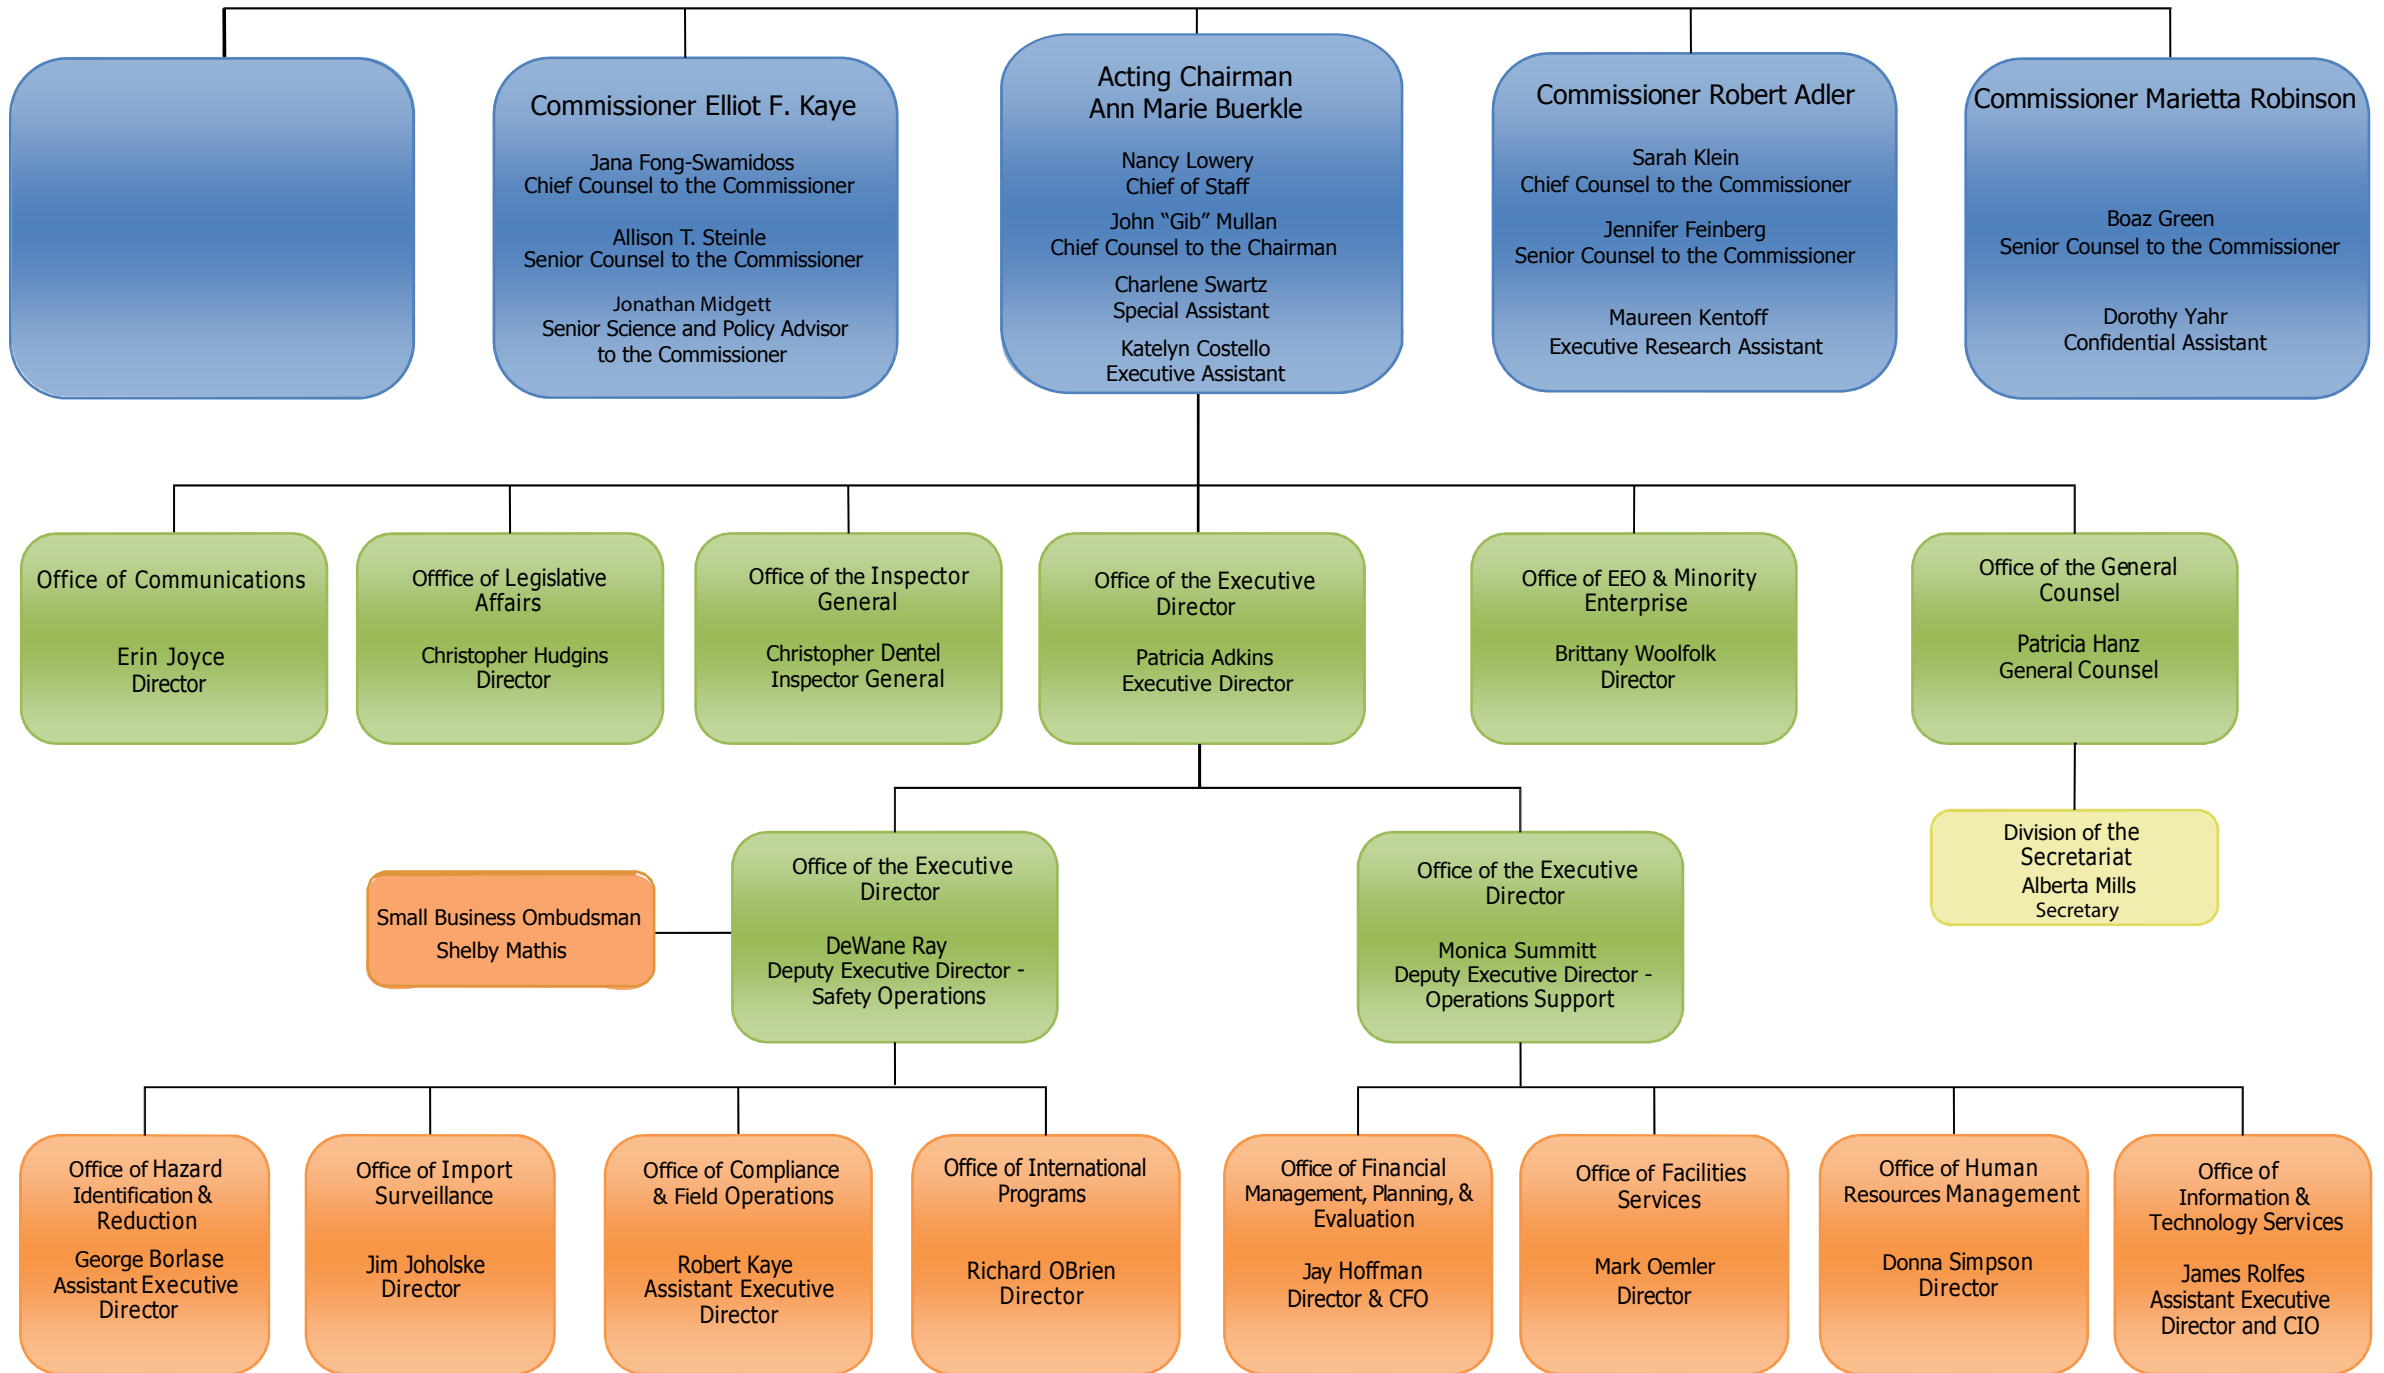 Commissioner Elliot F. Kaye
Jana Fong-Swamidoss
Chief Counsel to the Commissioner
Allison T. Steinle
Senior Counsel to the Commissioner
Jonathan Midgett
Senior Science and Policy Advisor
to the Commissioner
Acting Chairman
Ann Marie Buerkle
Nancy Lowery
Chief of Staff
John “Gib” Mullan
Chief Counsel to the Chairman
Charlene Swartz
Special Assistant
Katelyn Costello
Executive Assistant
Commissioner Robert Adler
Sarah Klein
Chief Counsel to the Commissioner
Jennifer Feinberg
Senior Counsel to the Commissioner
Maureen Kentoff
Executive Research Assistant
Commissioner Marietta Robinson
Boaz Green
Senior Counsel to the Commissioner
Dorothy Yahr
Confidential Assistant
Office of Communications
Erin Joyce
Director
Offfice of Legislative
Affairs
Christopher Hudgins
Director
Office of the Inspector
General
Christopher Dentel
Inspector General
Office of the Executive
Director
Patricia Adkins
Executive Director
Office of EEO & Minority
Enterprise
Brittany Woolfolk
Director
Office of the General
Counsel
Patricia Hanz
General Counsel
Small Business Ombudsman
Shelby Mathis
Office of the Executive
Director
DeWane Ray
Deputy Executive Director -
Safety Operations
Office of the Executive
Director
Monica Summitt
Deputy Executive Director -
Operations Support
Division of the
Secretariat
Alberta Mills
Secretary
Office of Hazard
Identification &
Reduction
George Borlase
Assistant Executive
Director
Office of Import
Surveillance
Jim Joholske
Director
Office of Compliance
& Field Operations
Robert Kaye
Assistant Executive
Director
Office of International
Programs
Richard OBrien
Director
Office of Financial
Management, Planning, &
Evaluation
Jay Hoffman
Director & CFO
Office of Facilities
Services
Mark Oemler
Director
Office of Human
Resources Management
Donna Simpson
Director
Office of
Information &
Technology Services
James Rolfes
Assistant Executive
Director and CIO